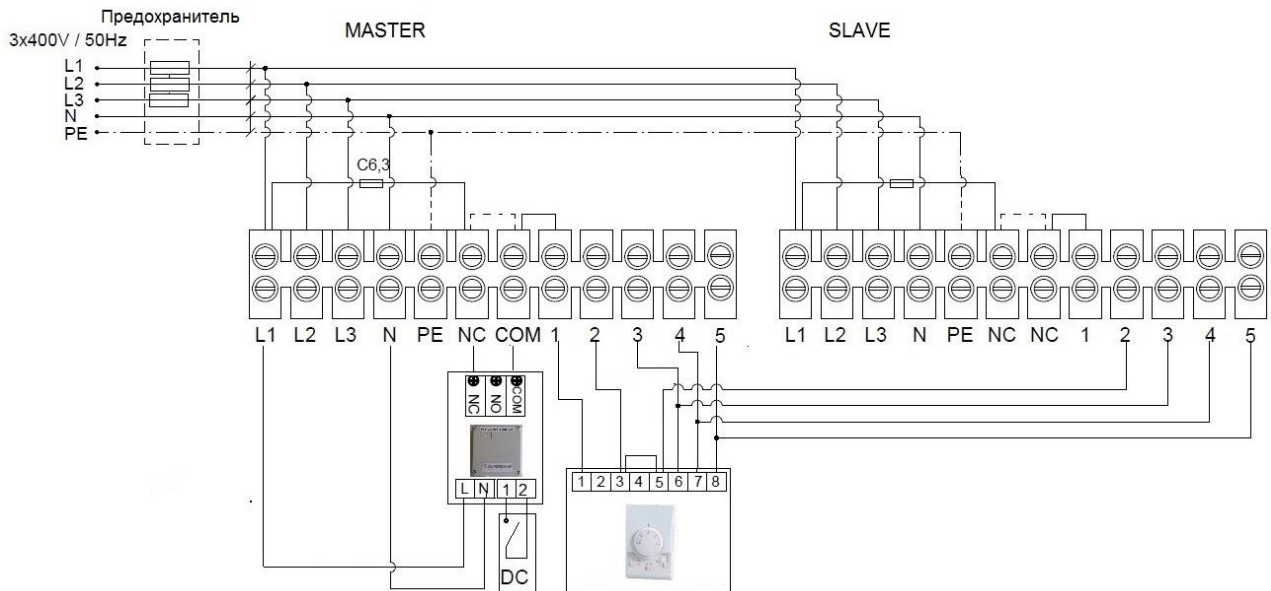 Предохранитель
3x400V / 50Hz
MASTER
SLAVE
L1
L2
L3
N
PE
C6,3
L1 L2 L3 N PE NC COM 1 2 3 4 5
L1 L2 L3 N PE NC NC 1 2 3 4 5
NC NO COM
L N 1 2
1 2 3 4 5 6 7 8
DC